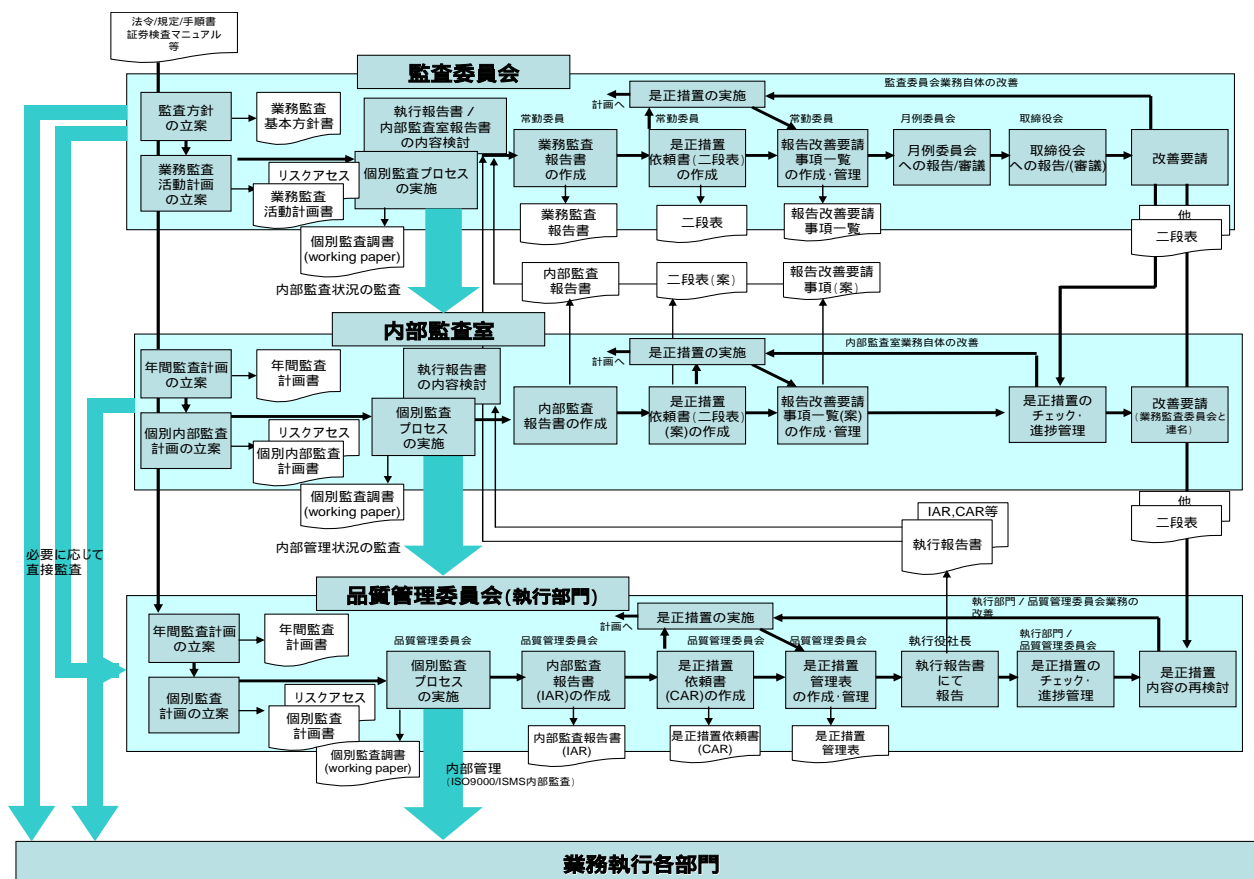 法令/規定/手順書
証券検査マニュアル
等
監査委員会
監査委員会業務自体の改善
監査方針
の立案
業務監査
基本方針書
執行報告書 /
内部監査室報告書
の内容検討
計画へ
是正措置の実施
業務監査
活動計画
の立案
リスクアセス
業務監査
活動計画書
個別監査プロセス
の実施
個別監査調書
(working paper)
常勤委員
業務監査
報告書
の作成
常勤委員
是正措置
依頼書(二段表)
の作成
常勤委員
報告改善要請
事項一覧
の作成・管理
月例委員会
月例委員会
への報告/審議
取締役会
取締役会
への報告/(審議)
改善要請
業務監査
報告書
二段表
報告改善要請
事項一覧
他
二段表
内部監査状況の監査
内部監査
報告書
二段表(案)
報告改善要請
事項(案)
内部監査室
内部監査室業務自体の改善
年間監査計画
の立案
年間監査
計画書
執行報告書
の内容検討
計画へ
是正措置の実施
個別内部監査
計画の立案
リスクアセス
個別内部監査
計画書
個別監査
プロセス
の実施
個別監査調書
(working paper)
内部監査
報告書の作成
是正措置
依頼書(二段表)
(案)の作成
報告改善要請
事項一覧(案)
の作成・管理
是正措置の
チェック・
進捗管理
改善要請
(業務監査委員会と
連名)
他
二段表
IAR,CAR等
執行報告書
内部管理状況の監査
必要に応じて
直接監査
品質管理委員会(執行部門)
執行部門 / 品質管理委員会業務の
改善
年間監査計画
の立案
年間監査
計画書
計画へ
是正措置の実施
個別監査
計画の立案
リスクアセス
個別監査
計画書
個別監査調書
(working paper)
品質管理委員会
個別監査
プロセス
の実施
品質管理委員会
内部監査
報告書
(IAR)の作成
品質管理委員会
是正措置
依頼書
(CAR)の作成
品質管理委員会
是正措置
管理表
の作成・管理
執行役社長
執行報告書
にて
報告
執行部門 /
品質管理委員会
是正措置の
チェック・
進捗管理
是正措置
内容の再検討
内部監査報告書
(IAR)
是正措置依頼書
(CAR)
是正措置
管理表
内部管理
(ISO9000/ISMS内部監査)
業務執行各部門